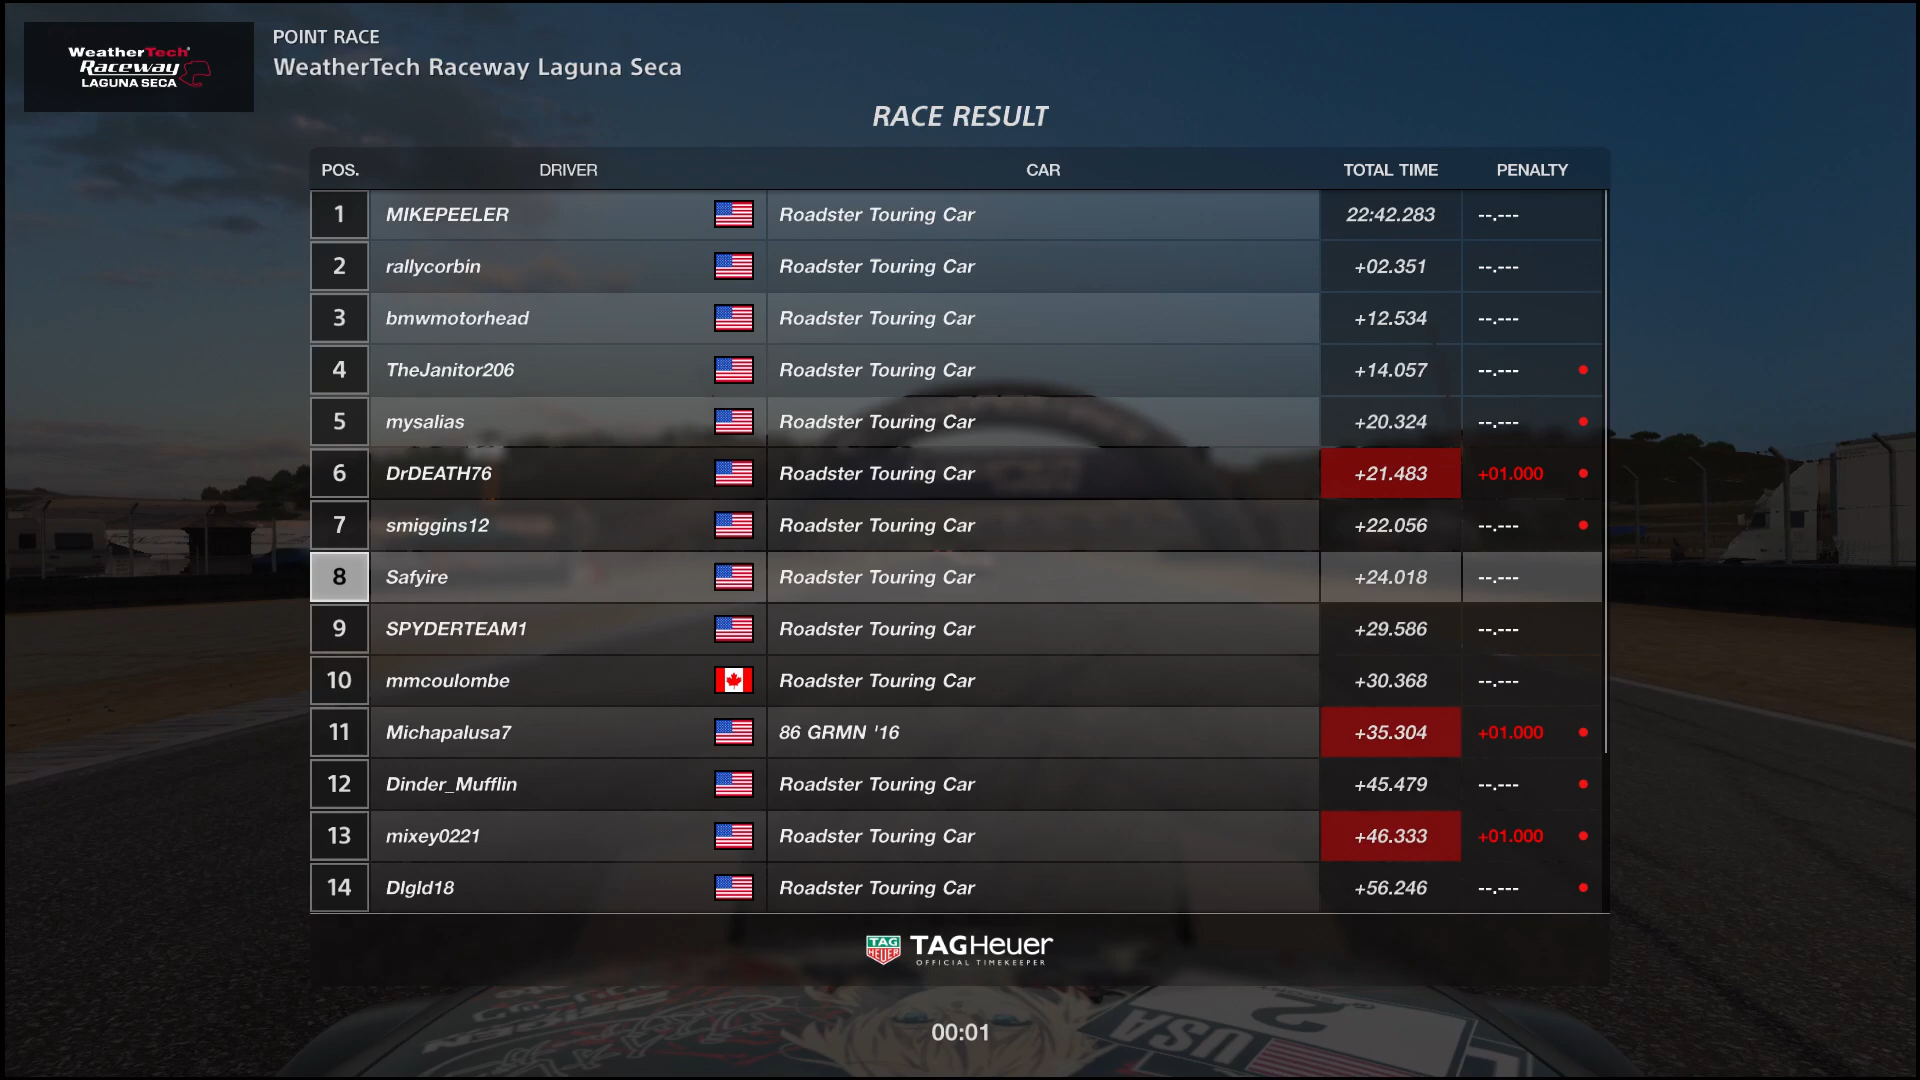 WeatherTech
Raceway
LAGUNA SECA
POINT RACE
WeatherTech Raceway Laguna Seca
RACE RESULT
POS. DRIVER CAR TOTAL TIME PENALTY
1 MIKEPEELER Roadster Touring Car 22:42.283 --.---
2 rallycorbin Roadster Touring Car +02.351 --.---
3 bmwmotorhead Roadster Touring Car +12.534 --.---
4 TheJanitor206 Roadster Touring Car +14.057 --.---
5 mysalias Roadster Touring Car +20.324 --.---
6 DrDEATH76 Roadster Touring Car +21.483 +01.000
7 smiggins12 Roadster Touring Car +22.056 --.---
8 Safyire Roadster Touring Car +24.018 --.---
9 SPYDERTEAM1 Roadster Touring Car +29.586 --.---
10 mmcoulombe Roadster Touring Car +30.368 --.---
11 Michapalusa7 86 GRMN '16 +35.304 +01.000
12 Dinder_Mufflin Roadster Touring Car +45.479 --.---
13 mixey0221 Roadster Touring Car +46.333 +01.000
14 Dlgld18 Roadster Touring Car +56.246 --.---
TAG HEUER TAGHeuer
OFFICIAL TIMEKEEPER
2
USA
00:01